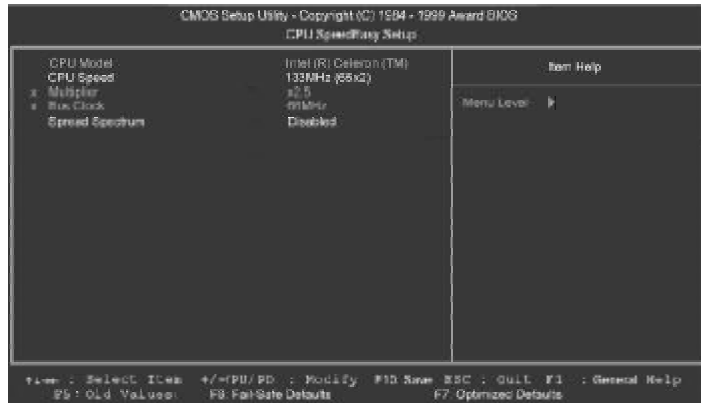 CMOS Setup Utility - Copyright (C) 1984 - 1999 Award BIOS
CPU SpeedEasy Setup
CPU Model Intel (R) Celeron (TM)
CPU Speed 133MHz (66x2)
x Multiplier x2.5
x Bus Clock 66MHz
Spread Spectrum Disabled
Item Help
Menu Level
: Select Item +/-/PU/PD : Modify F10 Save ESC : Quit F1 : General Help
F5 : Old Values F6: Fail-Safe Defaults F7: Optimized Defaults